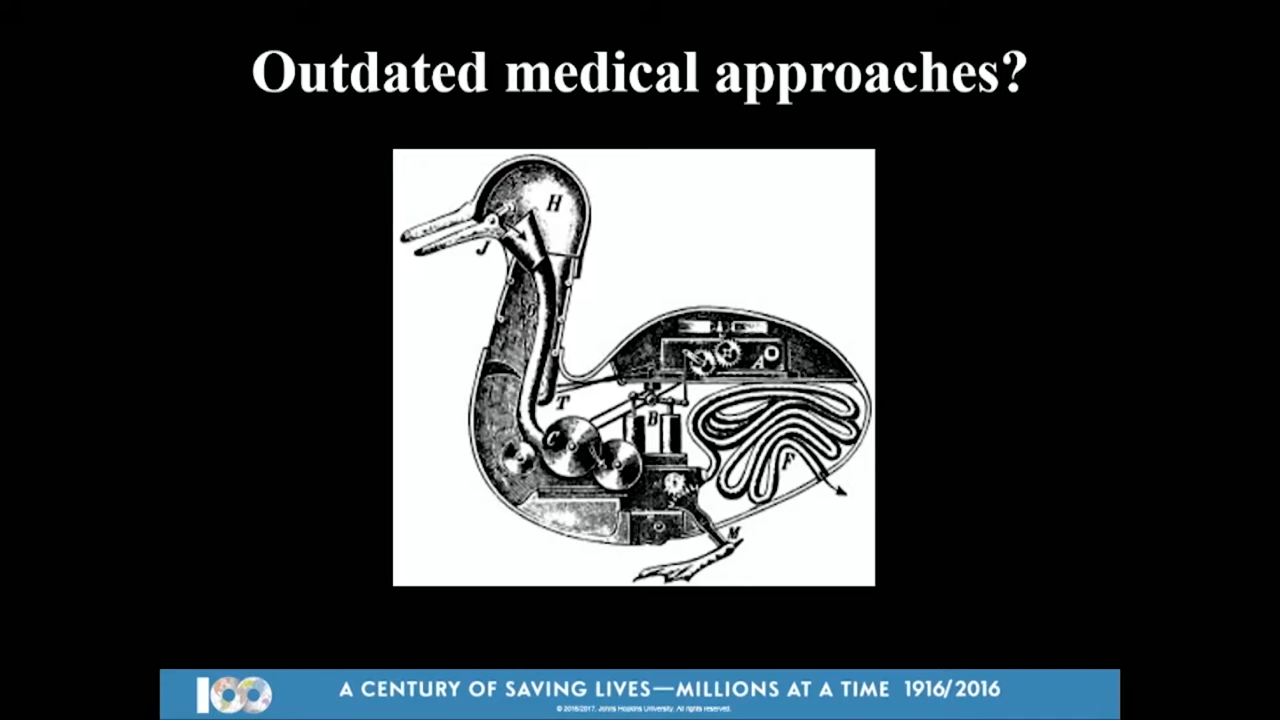 Outdated medical approaches?
H
J
A
T
B
C
F
M
100
A CENTURY OF SAVING LIVES—MILLIONS AT A TIME 1916/2016
© 2016/2017, Johns Hopkins University. All rights reserved.